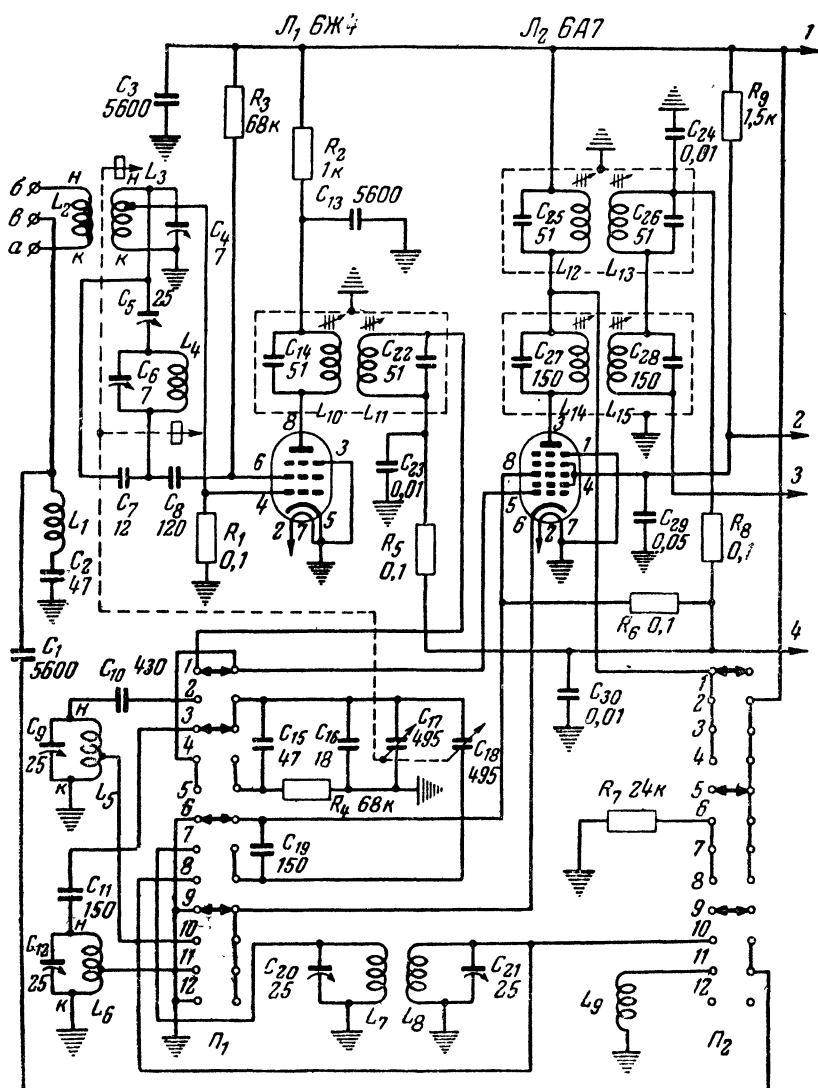 Л₁ 6Ж4
Л₂ 6А7
1
C₃
5600
R₃
68к
R₂
1к
C₁₃ 5600
C₂₄
0,01
R₉
1,5к
б
в
а
н
L₂
к
н
L₃
к
C₄
7
C₅ 25
C₆
7
L₄
C₇
12
C₈
120
R₁
0,1
L₁
C₂
47
C₁
5600
C₁₄
51
C₂₂
51
L₁₀
L₁₁
8
6
4
3
5
2
7
C₂₃
0,01
R₅
0,1
C₂₅
51
C₂₆
51
L₁₂
L₁₃
C₂₇
150
C₂₈
150
L₁₄
L₁₅
3
8
5
6
1
4
2
7
C₂₉
0,05
R₈
0,1
R₆ 0,1
2
3
4
C₃₀
0,01
C₁₀ 430
C₉
25
н
к
L₅
C₁₁
150
C₁₂
25
н
к
L₆
1
2
3
4
5
6
7
8
9
10
11
12
П₁
C₁₅
47
C₁₆
18
C₁₇
495
C₁₈
495
R₄ 68к
C₁₉
150
C₂₀
25
L₇
L₈
C₂₁
25
R₇ 24к
L₉
1
2
3
4
5
6
7
8
9
10
11
12
П₂